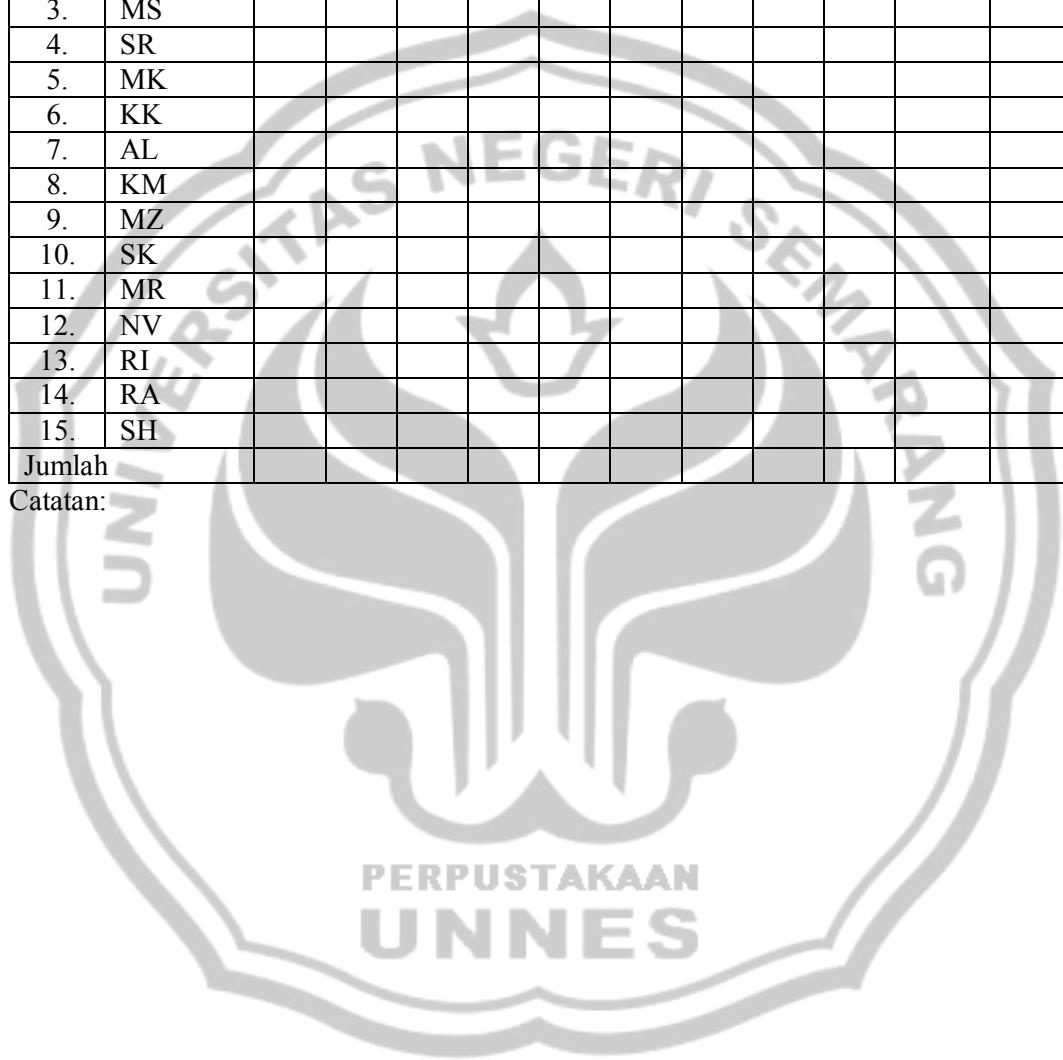 3. MS
4. SR
5. MK
6. KK
7. AL
8. KM
9. MZ
10. SK
11. MR
12. NV
13. RI
14. RA
15. SH
Jumlah
Catatan:
UNIVERSITAS NEGERI SEMARANG
PERPUSTAKAAN
UNNES